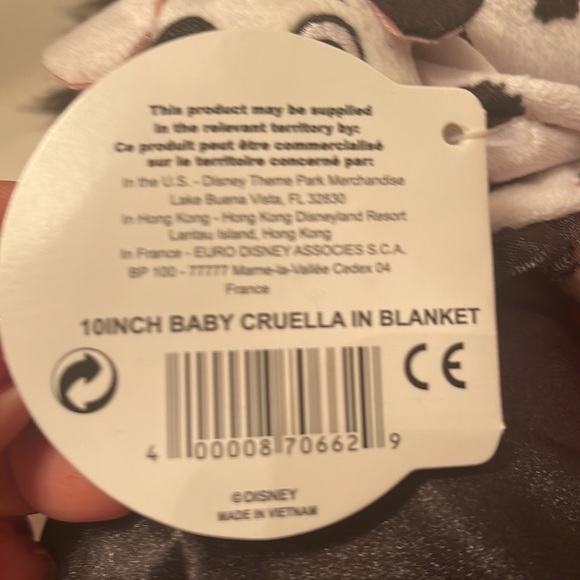 This product may be supplied
in the relevant territory by:
Ce produit peut être commercialisé
sur le territoire concerné par:
In the U.S. - Disney Theme Park Merchandise
Lake Buena Vista, FL 32830
In Hong Kong - Hong Kong Disneyland Resort
Lantau Island, Hong Kong
In France - EURO DISNEY ASSOCIES S.C.A.
BP 100 - 77777 Marne-la-Vallée Cedex 04
France
10INCH BABY CRUELLA IN BLANKET
CE
4 00008 70662 9
©DISNEY
MADE IN VIETNAM